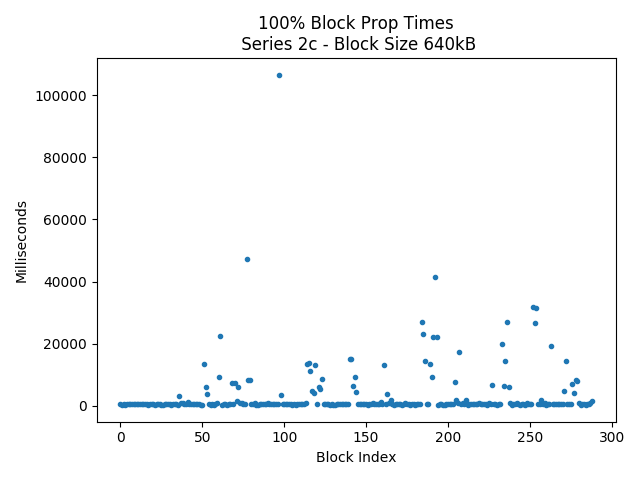 100% Block Prop Times
Series 2c - Block Size 640kB
100000
80000
60000
40000
20000
0
Milliseconds
0 50 100 150 200 250 300
Block Index